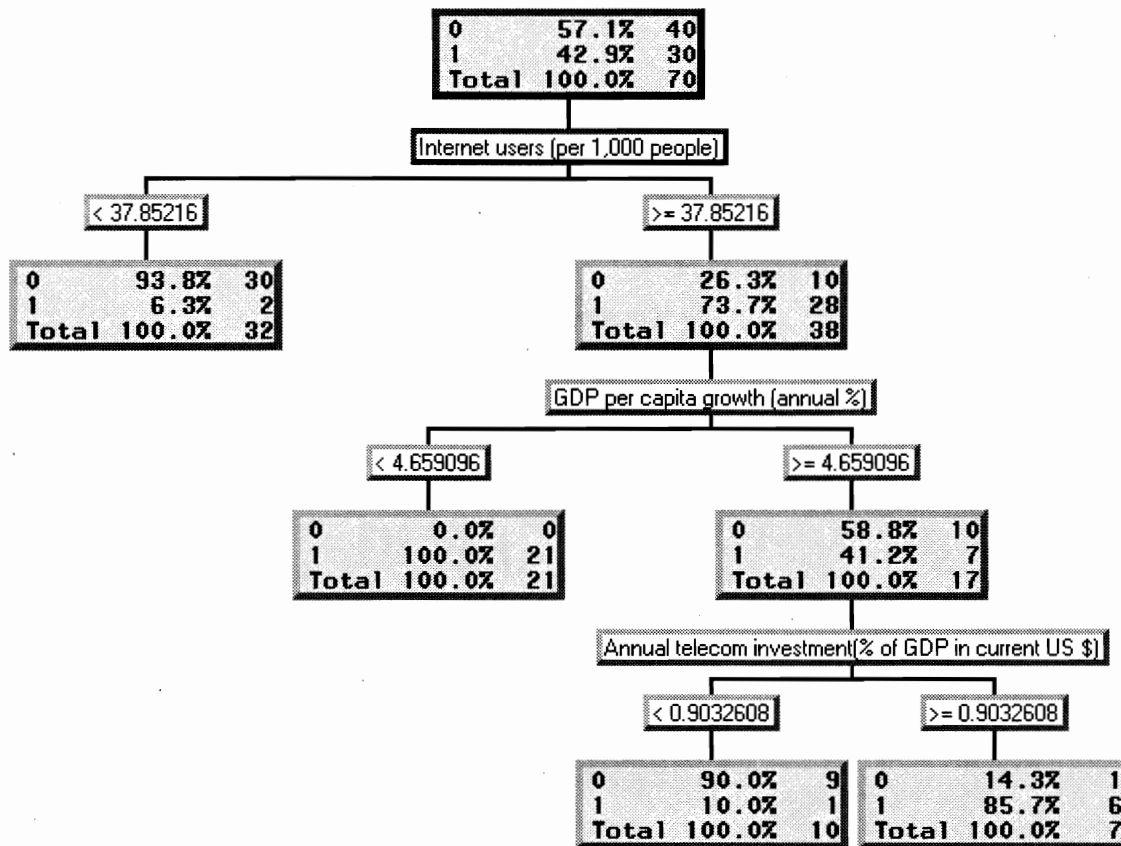 0 57.1% 40
1 42.9% 30
Total 100.0% 70
Internet users (per 1,000 people)
< 37.85216
>= 37.85216
0 93.8% 30
1 6.3% 2
Total 100.0% 32
0 26.3% 10
1 73.7% 28
Total 100.0% 38
GDP per capita growth (annual %)
< 4.659096
>= 4.659096
0 0.0% 0
1 100.0% 21
Total 100.0% 21
0 58.8% 10
1 41.2% 7
Total 100.0% 17
Annual telecom investment(% of GDP in current US $)
< 0.9032608
>= 0.9032608
0 90.0% 9
1 10.0% 1
Total 100.0% 10
0 14.3% 1
1 85.7% 6
Total 100.0% 7